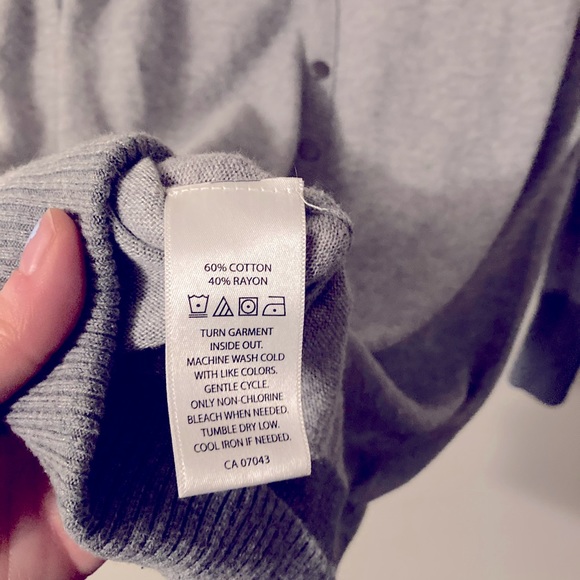 60% COTTON
40% RAYON
TURN GARMENT
INSIDE OUT.
MACHINE WASH COLD
WITH LIKE COLORS.
GENTLE CYCLE.
ONLY NON-CHLORINE
BLEACH WHEN NEEDED.
TUMBLE DRY LOW.
COOL IRON IF NEEDED.
CA 07043